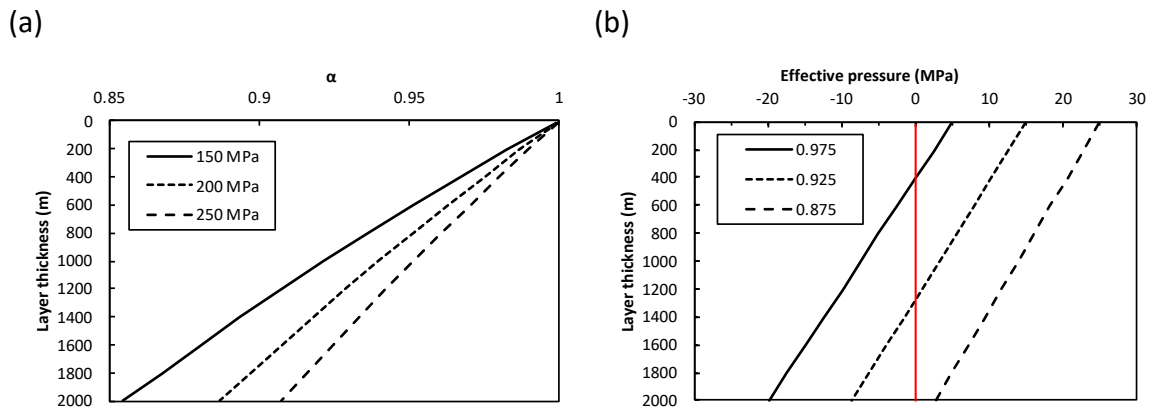 (a)
α
0.85 0.9 0.95 1
0
200
400
600
800
1000
1200
1400
1600
1800
2000
Layer thickness (m)
150 MPa
200 MPa
250 MPa
(b)
Effective pressure (MPa)
-30 -20 -10 0 10 20 30
0
200
400
600
800
1000
1200
1400
1600
1800
2000
Layer thickness (m)
0.975
0.925
0.875